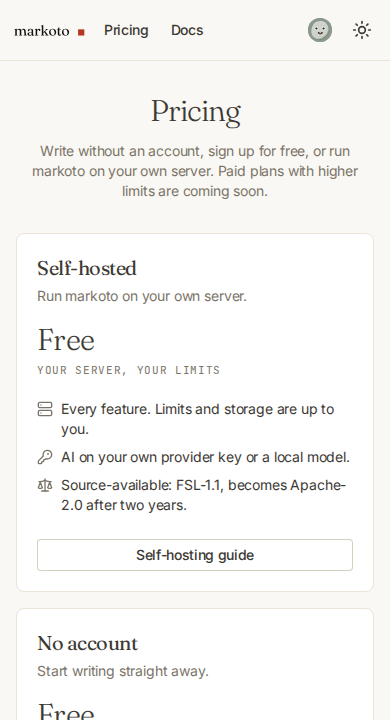 markoto
Pricing
Docs
Pricing
Write without an account, sign up for free, or run
markoto on your own server. Paid plans with higher
limits are coming soon.
Self-hosted
Run markoto on your own server.
Free
YOUR SERVER, YOUR LIMITS
Every feature. Limits and storage are up to
you.
AI on your own provider key or a local model.
Source-available: FSL-1.1, becomes Apache-
2.0 after two years.
Self-hosting guide
No account
Start writing straight away.
Free